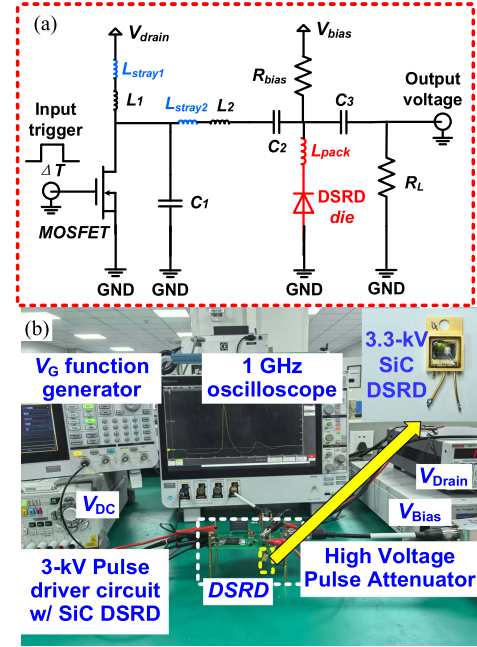 (a)
V_drain
V_bias
L_stray1
R_bias
L_1
L_stray2
L_2
C_3
Output
voltage
Input
trigger
C_2
L_pack
ΔT
R_L
DSRD
die
C_1
MOSFET
GND
GND
GND
GND
(b)
V_G function
generator
1 GHz
oscilloscope
3.3-kV
SiC
DSRD
V_DC
V_Drain
V_Bias
3-kV Pulse
driver circuit
w/ SiC DSRD
DSRD
High Voltage
Pulse Attenuator